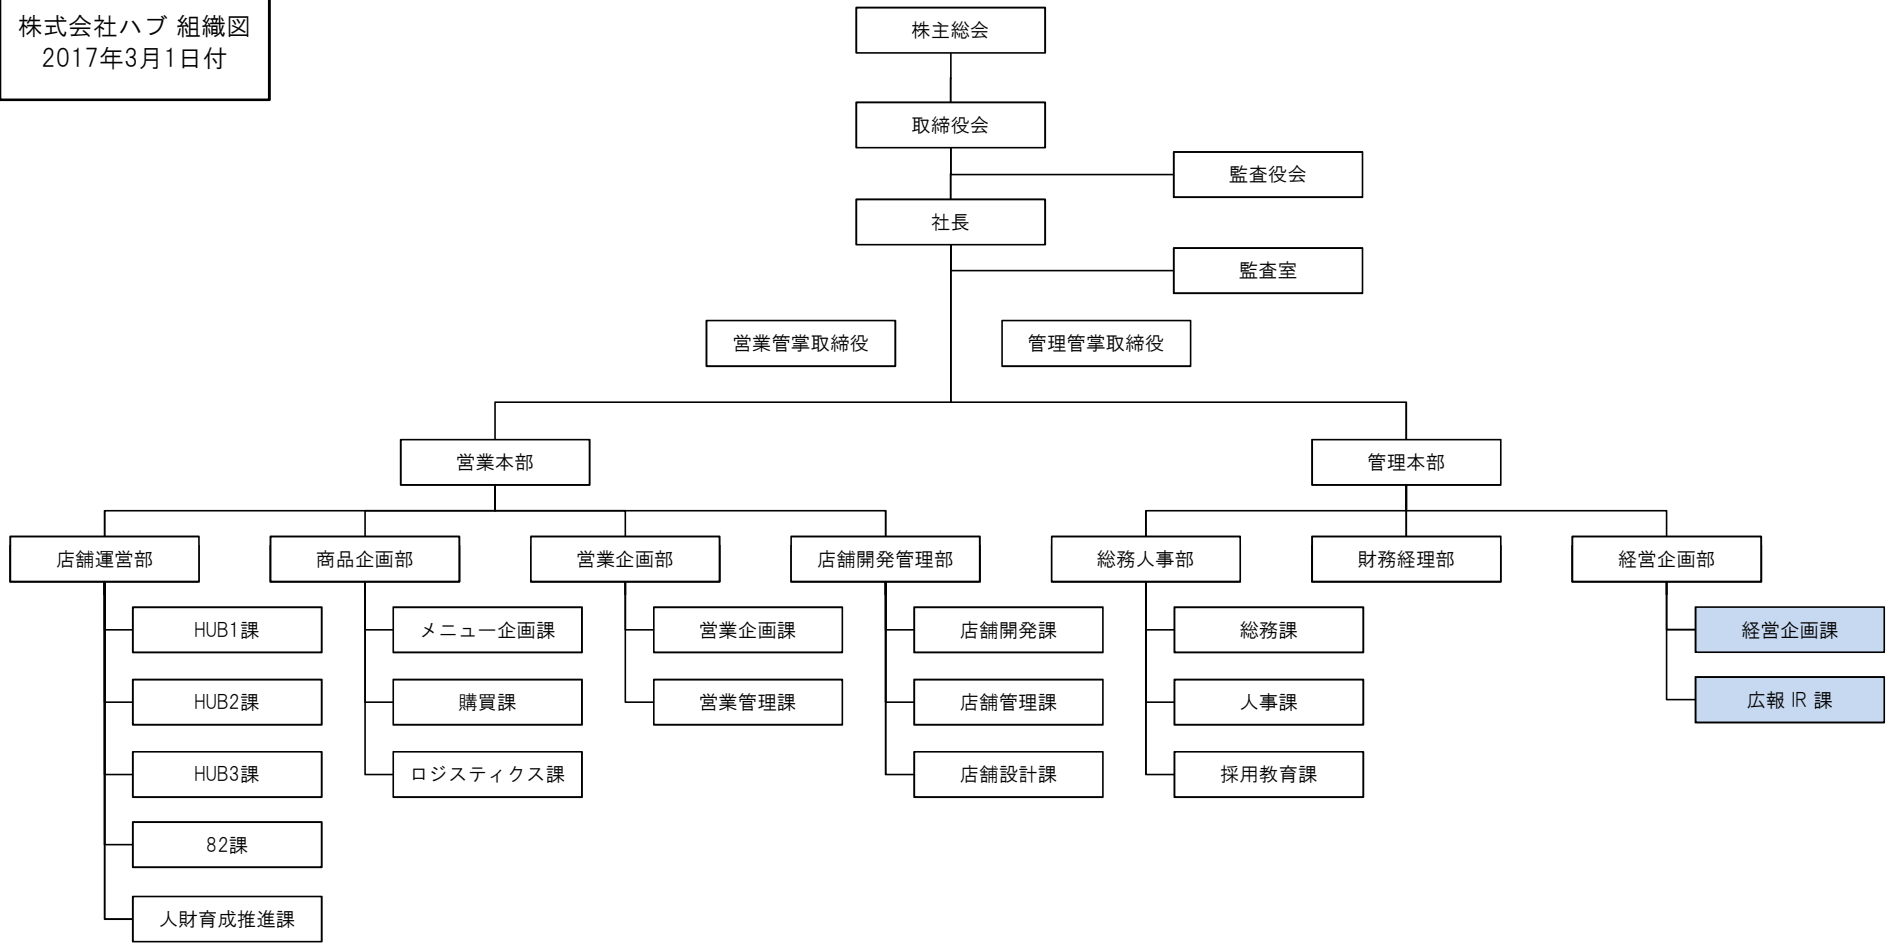 株式会社ハブ 組織図
2017年3月1日付
株主総会
取締役会
監査役会
社長
監査室
営業管掌取締役
管理管掌取締役
営業本部
管理本部
店舗運営部
商品企画部
営業企画部
店舗開発管理部
総務人事部
財務経理部
経営企画部
HUB1課
メニュー企画課
営業企画課
店舗開発課
総務課
経営企画課
HUB2課
購買課
営業管理課
店舗管理課
人事課
広報 IR 課
HUB3課
ロジスティクス課
店舗設計課
採用教育課
82課
人財育成推進課